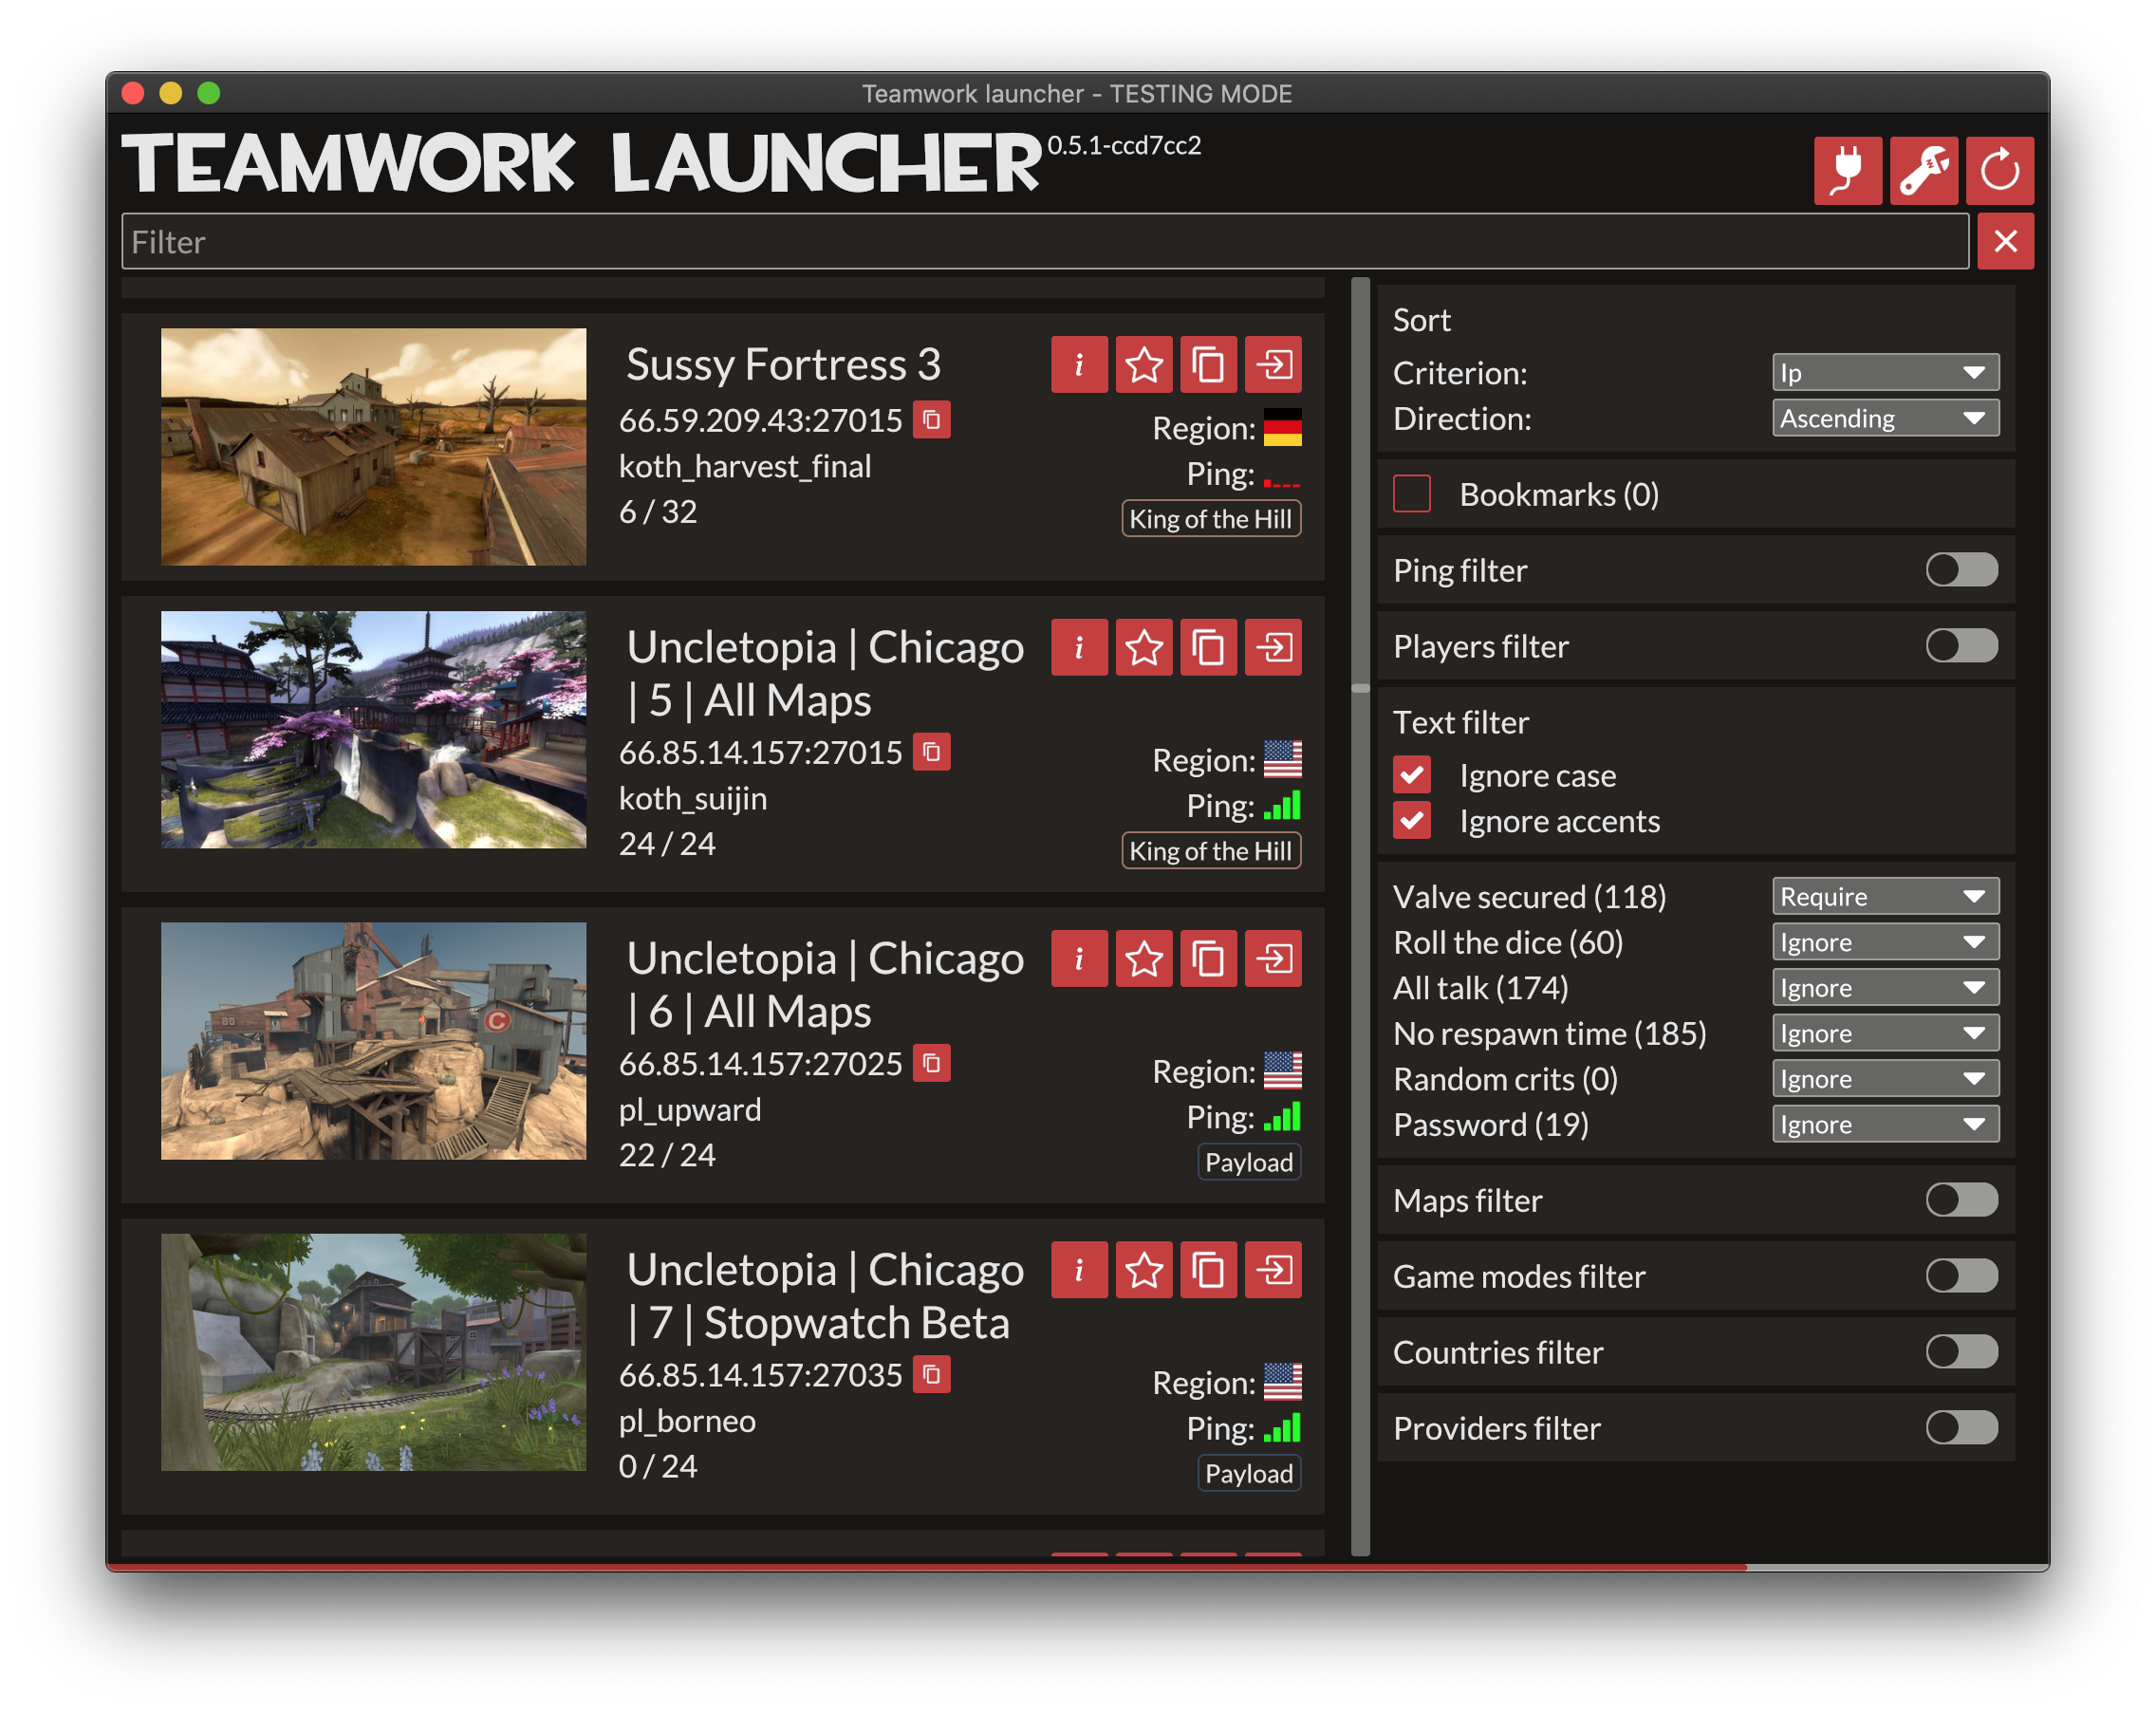 Teamwork launcher - TESTING MODE
TEAMWORK LAUNCHER 0.5.1-ccd7cc2
Filter
Sussy Fortress 3
66.59.209.43:27015
koth_harvest_final
6 / 32
Region:
Ping:
King of the Hill
Uncletopia | Chicago
| 5 | All Maps
66.85.14.157:27015
koth_suijin
24 / 24
Region:
Ping:
King of the Hill
Uncletopia | Chicago
| 6 | All Maps
66.85.14.157:27025
pl_upward
22 / 24
Region:
Ping:
Payload
Uncletopia | Chicago
| 7 | Stopwatch Beta
66.85.14.157:27035
pl_borneo
0 / 24
Region:
Ping:
Payload
Sort
Criterion: Ip
Direction: Ascending
Bookmarks (0)
Ping filter
Players filter
Text filter
Ignore case
Ignore accents
Valve secured (118) Require
Roll the dice (60) Ignore
All talk (174) Ignore
No respawn time (185) Ignore
Random crits (0) Ignore
Password (19) Ignore
Maps filter
Game modes filter
Countries filter
Providers filter